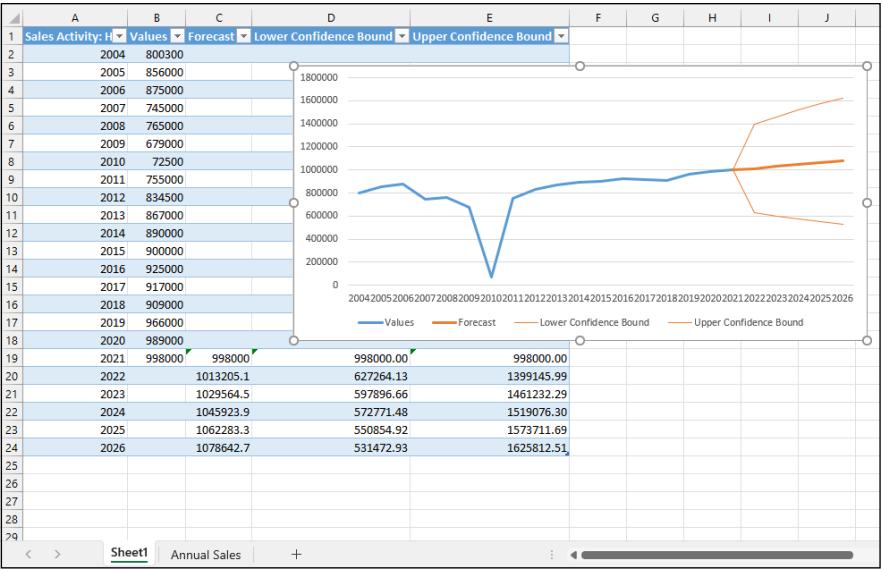 A B C D E F G H I J
1 Sales Activity: H Values Forecast Lower Confidence Bound Upper Confidence Bound
2 2004 800300
3 2005 856000
4 2006 875000
5 2007 745000
6 2008 765000
7 2009 679000
8 2010 72500
9 2011 755000
10 2012 834500
11 2013 867000
12 2014 890000
13 2015 900000
14 2016 925000
15 2017 917000
16 2018 909000
17 2019 966000
18 2020 989000
19 2021 998000 998000 998000.00 998000.00
20 2022 1013205.1 627264.13 1399145.99
21 2023 1029564.5 597896.66 1461232.29
22 2024 1045923.9 572771.48 1519076.30
23 2025 1062283.3 550854.92 1573711.69
24 2026 1078642.7 531472.93 1625812.51
25
26
27
28
29
1800000
1600000
1400000
1200000
1000000
800000
600000
400000
200000
0
2004 2005 2006 2007 2008 2009 2010 2011 2012 2013 2014 2015 2016 2017 2018 2019 2020 2021 2022 2023 2024 2025 2026
Values Forecast Lower Confidence Bound Upper Confidence Bound
Sheet1 Annual Sales +